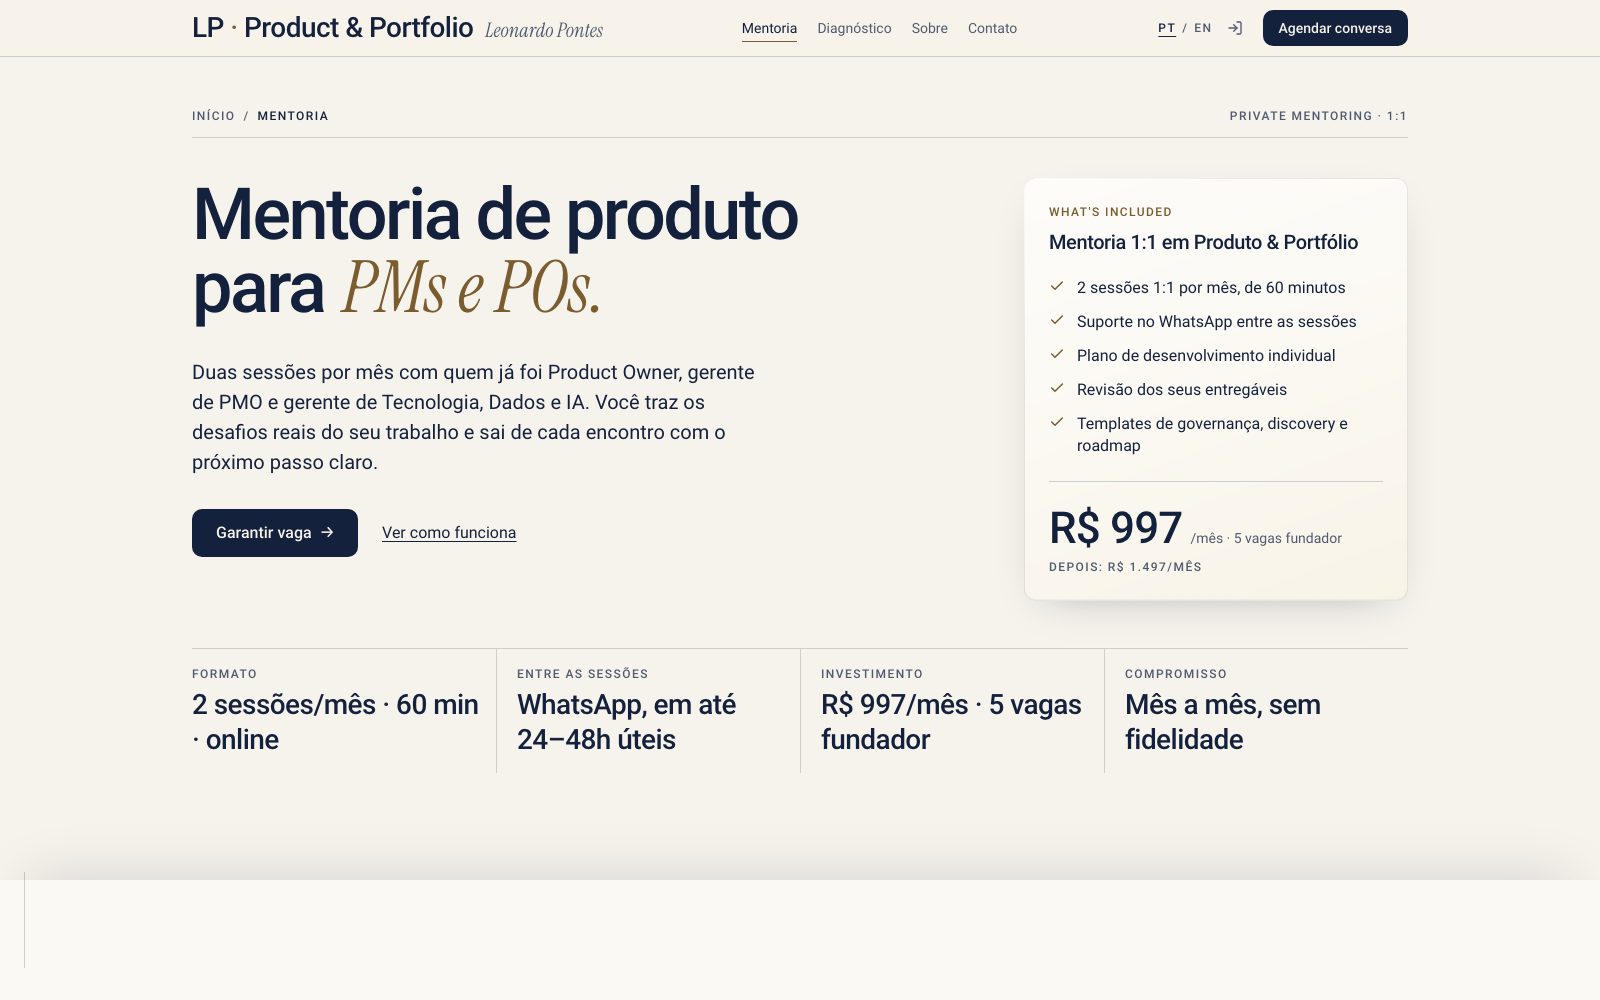 LP · Product & Portfolio Leonardo Pontes
Mentoria Diagnóstico Sobre Contato
PT / EN
Agendar conversa
INÍCIO / MENTORIA
PRIVATE MENTORING · 1:1
Mentoria de produto
para PMs e POs.
Duas sessões por mês com quem já foi Product Owner, gerente
de PMO e gerente de Tecnologia, Dados e IA. Você traz os
desafios reais do seu trabalho e sai de cada encontro com o
próximo passo claro.
Garantir vaga →
Ver como funciona
WHAT'S INCLUDED
Mentoria 1:1 em Produto & Portfólio
2 sessões 1:1 por mês, de 60 minutos
Suporte no WhatsApp entre as sessões
Plano de desenvolvimento individual
Revisão dos seus entregáveis
Templates de governança, discovery e
roadmap
R$ 997 /mês · 5 vagas fundador
DEPOIS: R$ 1.497/MÊS
FORMATO
2 sessões/mês · 60 min
· online
ENTRE AS SESSÕES
WhatsApp, em até
24–48h úteis
INVESTIMENTO
R$ 997/mês · 5 vagas
fundador
COMPROMISSO
Mês a mês, sem
fidelidade